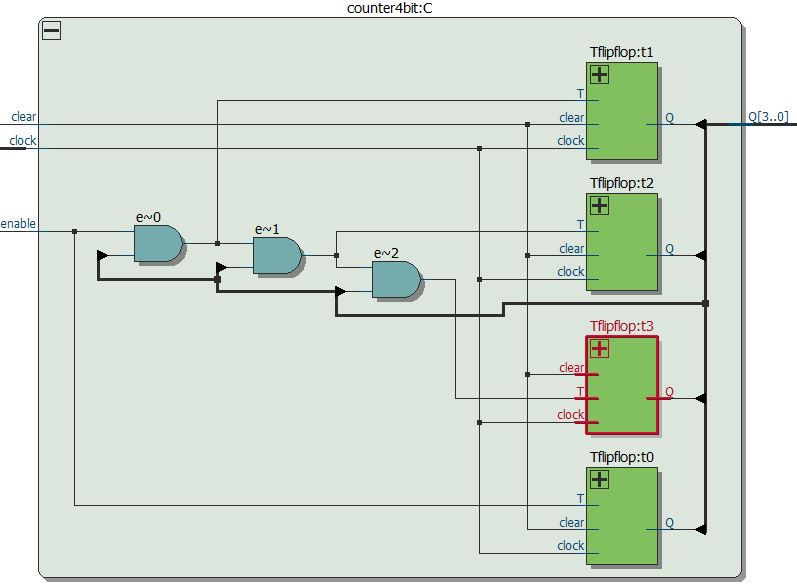 counter4bit:C
Tflipflop:t1
T
clear
clear
Q
Q[3..0]
clock
clock
Tflipflop:t2
enable
e~0
e~1
T
e~2
clear
Q
clock
Tflipflop:t3
clear
T
Q
clock
Tflipflop:t0
T
clear
Q
clock